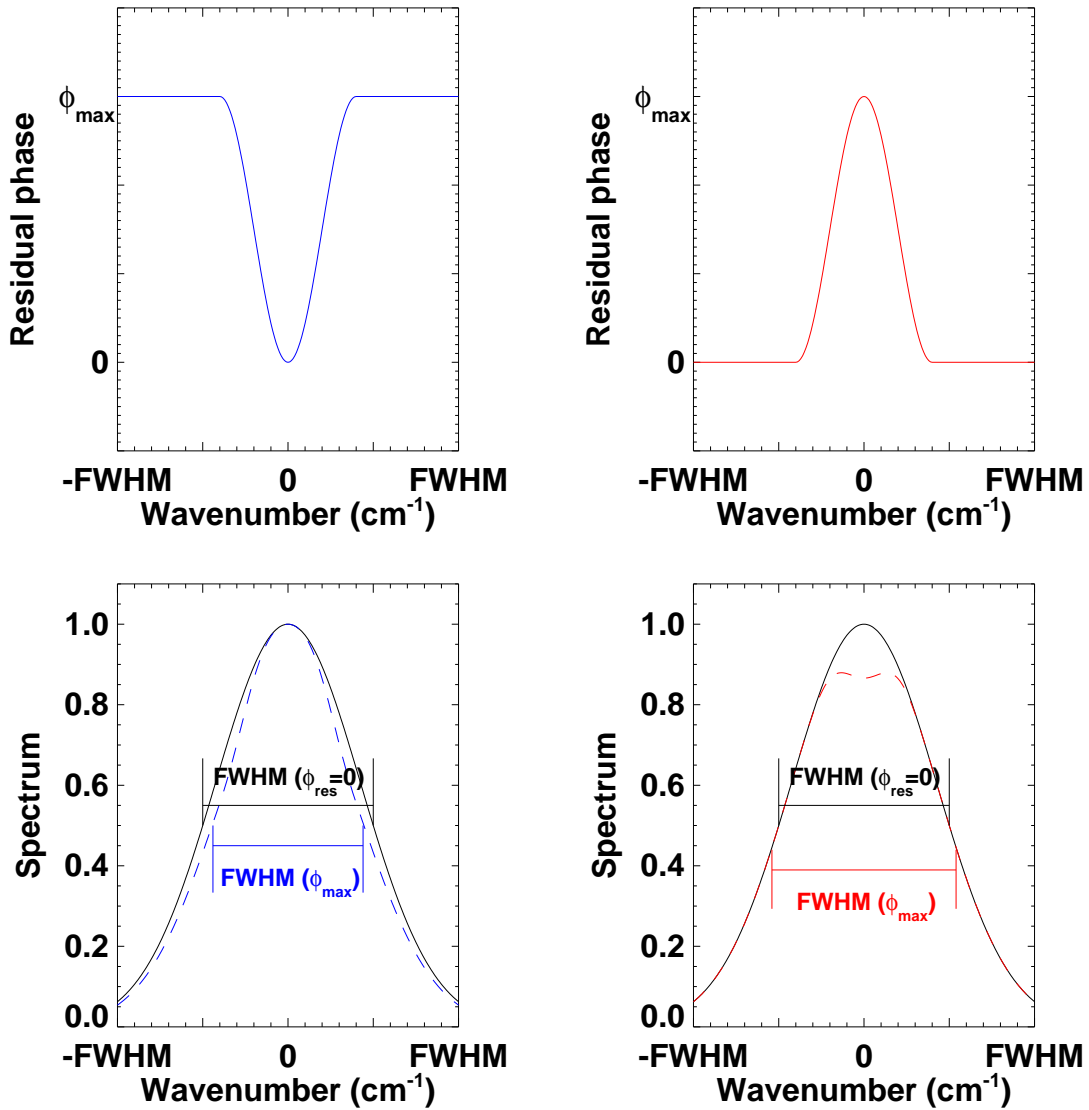 Residual phase
ϕmax
0
-FWHM 0 FWHM
Wavenumber (cm-1)
Residual phase
ϕmax
0
-FWHM 0 FWHM
Wavenumber (cm-1)
Spectrum
1.0
0.8
0.6
0.4
0.2
0.0
FWHM (ϕres=0)
FWHM (ϕmax)
-FWHM 0 FWHM
Wavenumber (cm-1)
Spectrum
1.0
0.8
0.6
0.4
0.2
0.0
FWHM (ϕres=0)
FWHM (ϕmax)
-FWHM 0 FWHM
Wavenumber (cm-1)